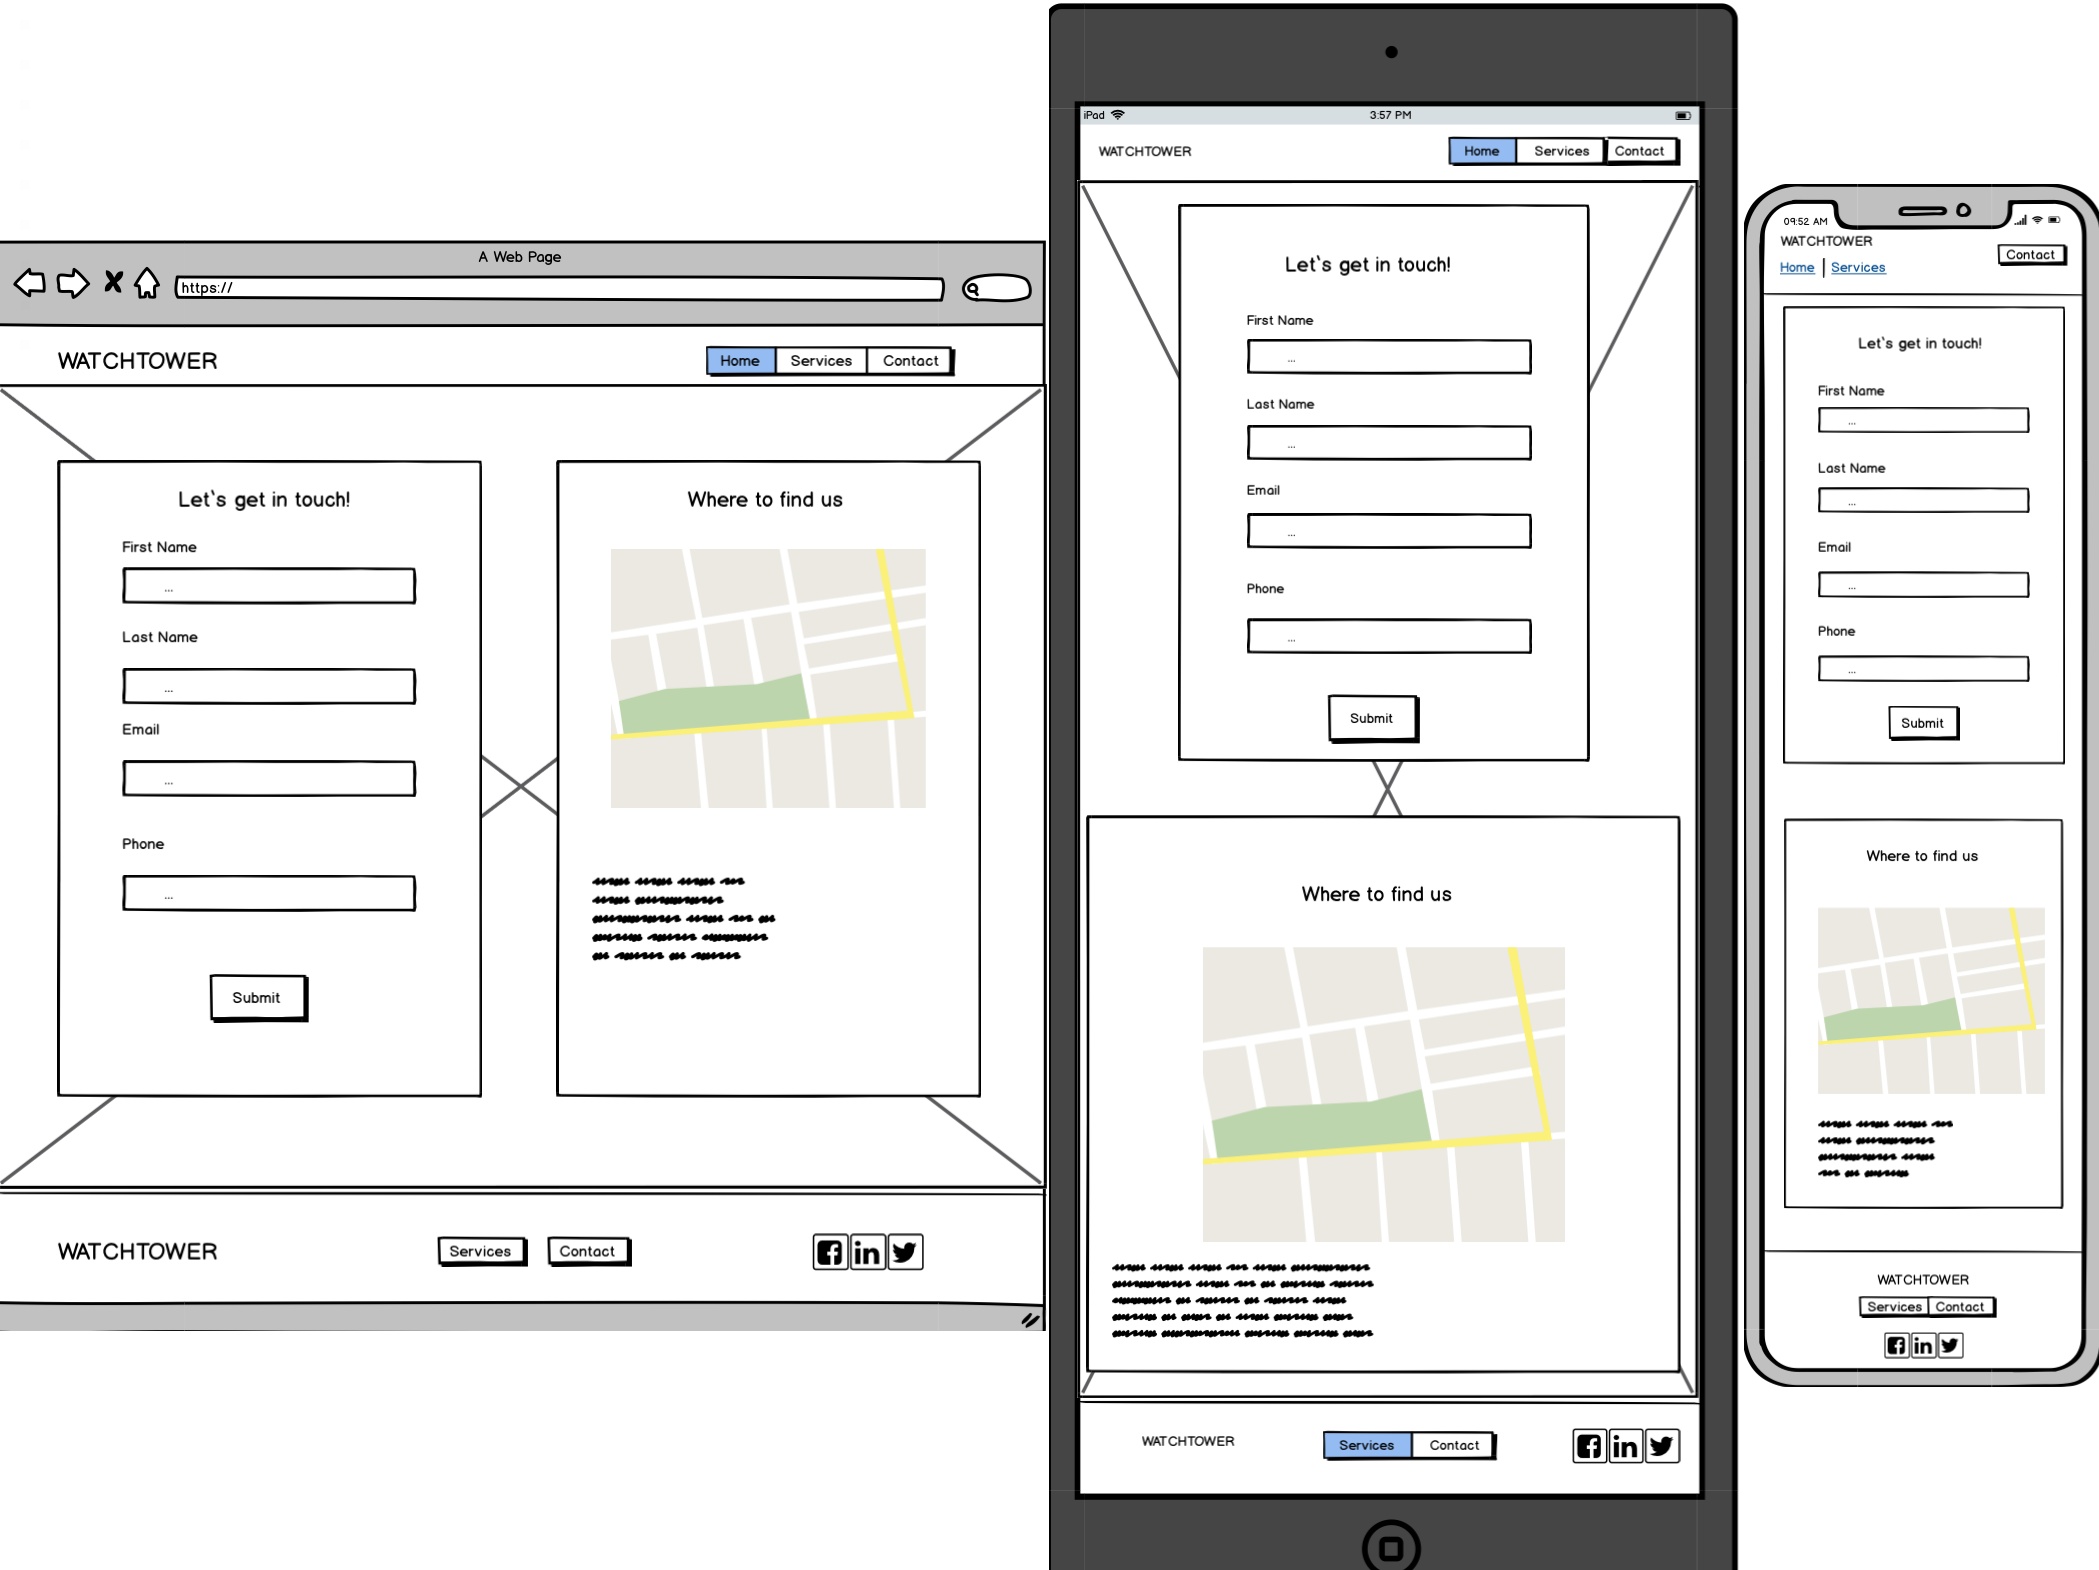 A Web Page
https://
WATCHTOWER
Home Services Contact
Let`s get in touch!
First Name
...
Last Name
...
Email
...
Phone
...
Submit
Where to find us
WATCHTOWER
Services Contact
iPad 3:57 PM
WATCHTOWER
Home Services Contact
Let`s get in touch!
First Name
...
Last Name
...
Email
...
Phone
...
Submit
Where to find us
WATCHTOWER
Services Contact
09:52 AM
WATCHTOWER
Contact
Home | Services
Let`s get in touch!
First Name
...
Last Name
...
Email
...
Phone
...
Submit
Where to find us
WATCHTOWER
Services Contact